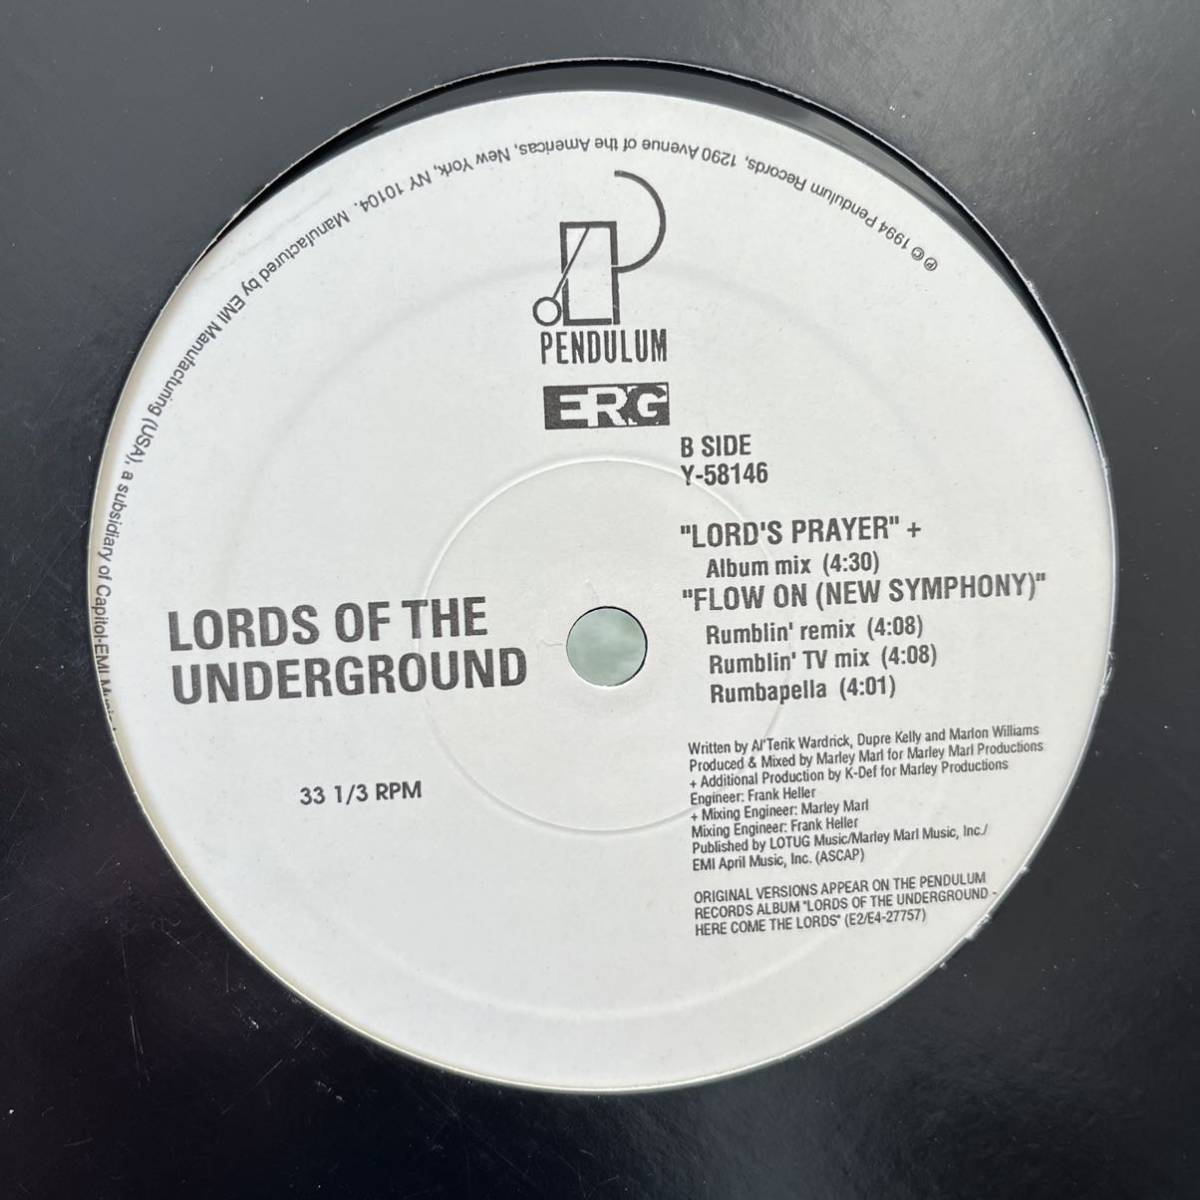 ℗ © 1994 Pendulum Records, 1290 Avenue of the Americas, New York, NY 10104. Manufactured by EMI Manufacturing (USA), a subsidiary of Capitol-EMI
PENDULUM
ERG
B SIDE
Y-58146
"LORD'S PRAYER" +
Album mix (4:30)
"FLOW ON (NEW SYMPHONY)"
Rumblin' remix (4:08)
Rumblin' TV mix (4:08)
Rumbapella (4:01)
LORDS OF THE
UNDERGROUND
33 1/3 RPM
Written by Al'Terik Wardrick, Dupre Kelly and Marlon Williams
Produced & Mixed by Marley Marl for Marley Marl Productions
+ Additional Production by K-Def for Marley Productions
Engineer: Frank Heller
+ Mixing Engineer: Marley Marl
Mixing Engineer: Frank Heller
Published by LOTUG Music/Marley Marl Music, Inc./
EMI April Music, Inc. (ASCAP)
ORIGINAL VERSIONS APPEAR ON THE PENDULUM
RECORDS ALBUM "LORDS OF THE UNDERGROUND -
HERE COME THE LORDS" (E2/E4-27757)